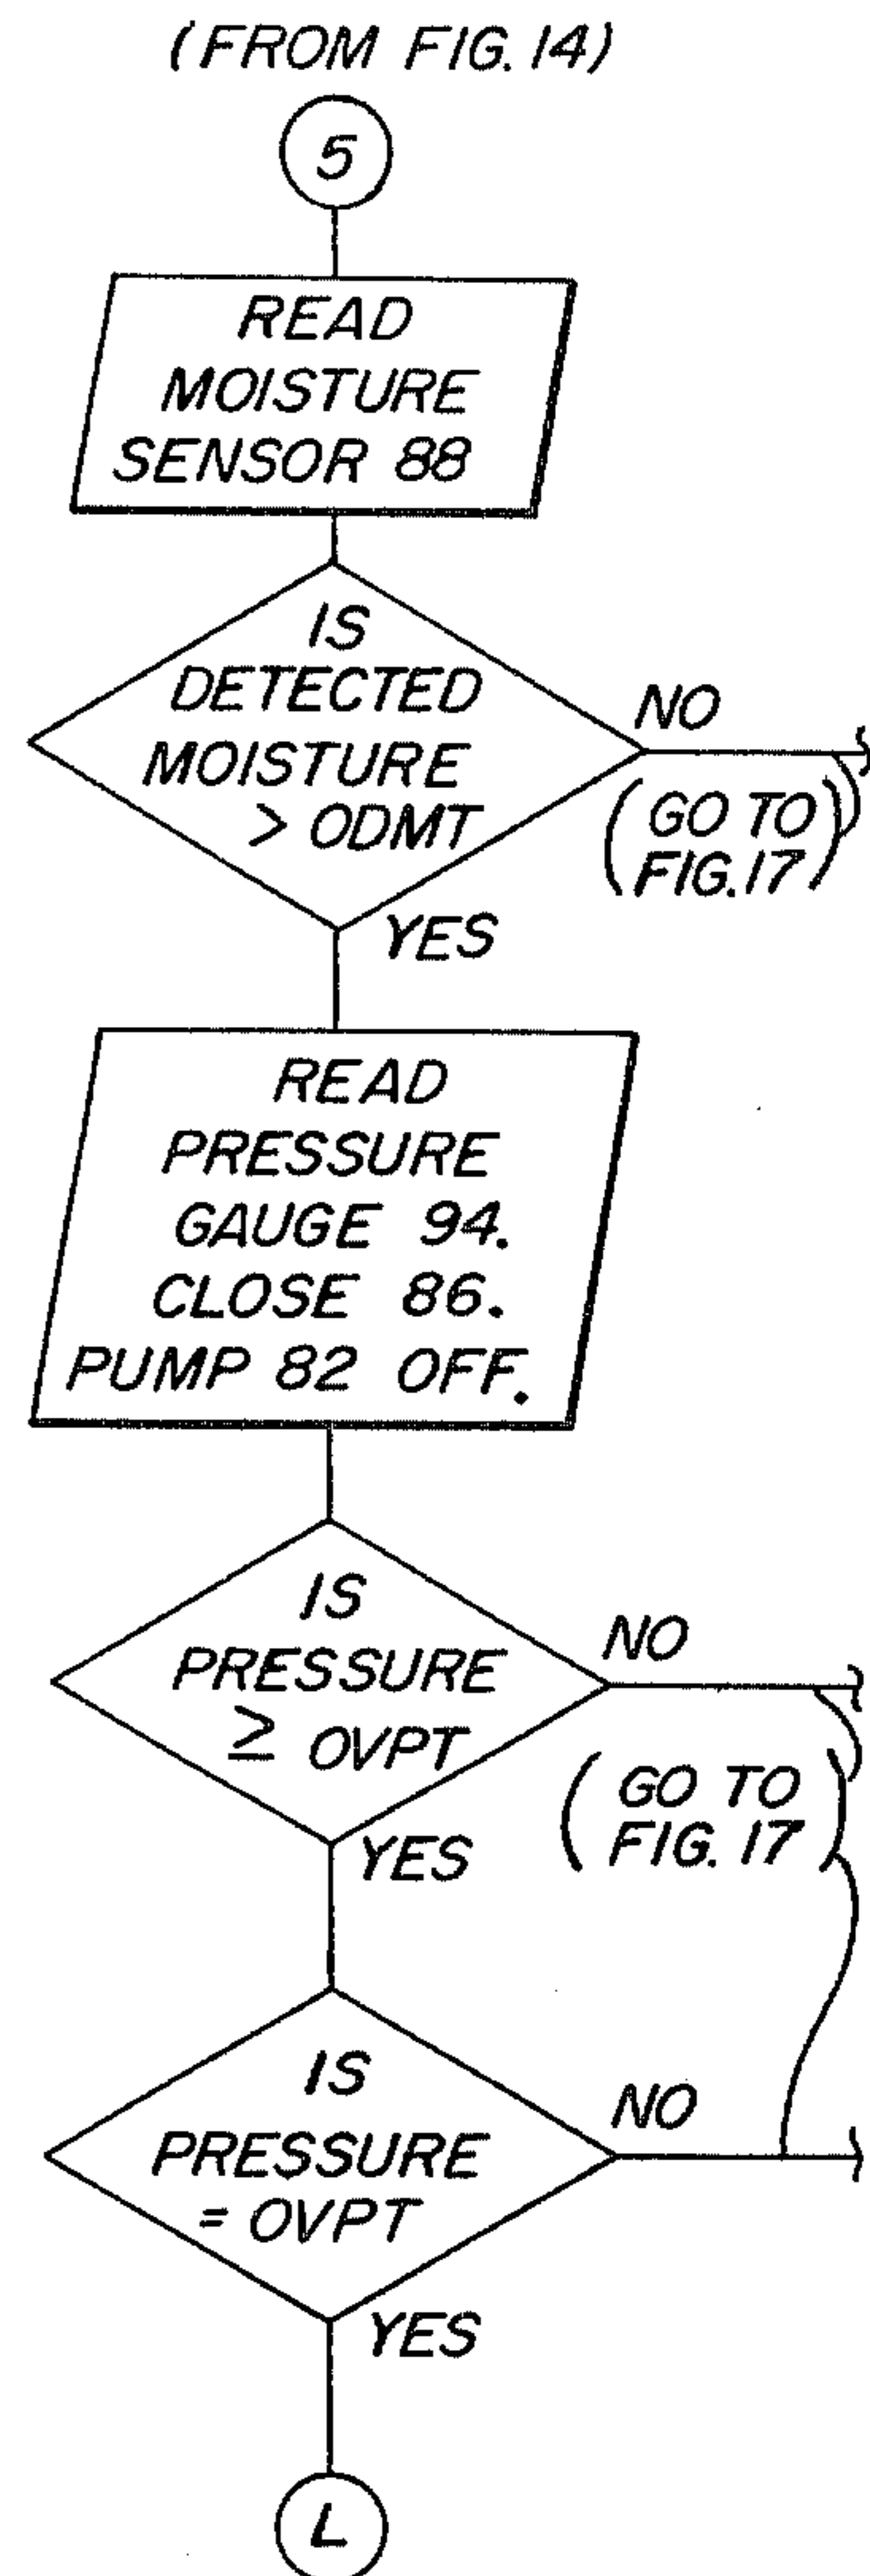 (FROM FIG. 14)
5
READ
MOISTURE
SENSOR 88
IS
DETECTED
MOISTURE
> ODMT
NO
(GO TO
FIG. 17)
YES
READ
PRESSURE
GAUGE 94.
CLOSE 86.
PUMP 82 OFF.
IS
PRESSURE
≥ OVPT
NO
(GO TO
FIG. 17)
YES
IS
PRESSURE
= OVPT
NO
YES
L